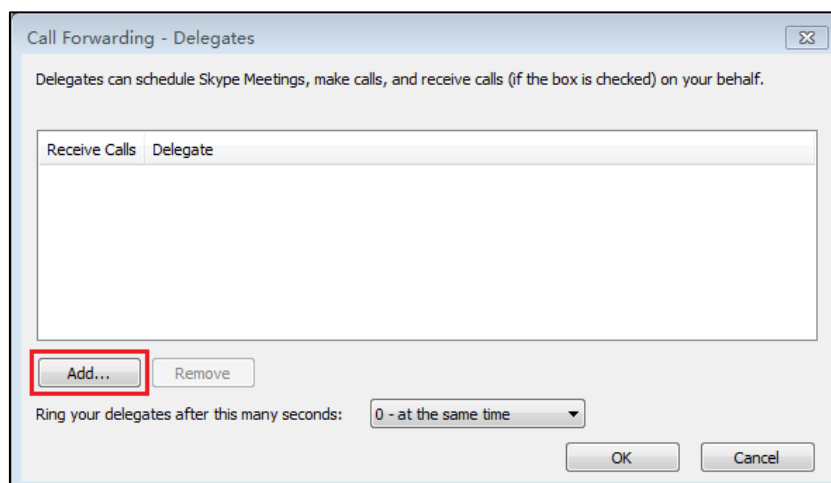 Call Forwarding - Delegates
Delegates can schedule Skype Meetings, make calls, and receive calls (if the box is checked) on your behalf.
Receive Calls Delegate
Add... Remove
Ring your delegates after this many seconds: 0 - at the same time
OK Cancel